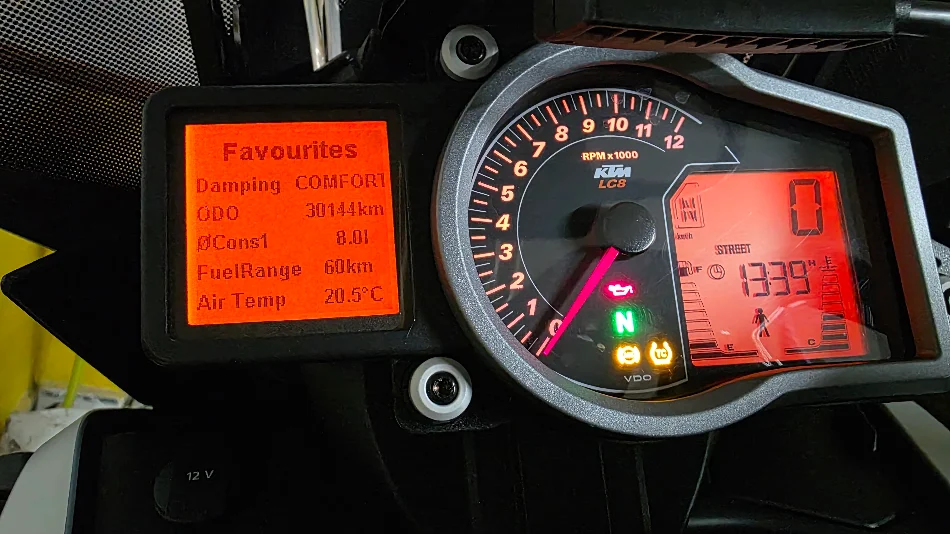 Favourites
Damping COMFORT
ODO 30144km
ØCons1 8.0l
FuelRange 60km
Air Temp 20.5°C
12 V
0
1
2
3
4
5
6
7
8
9
10
11
12
RPM x1000
KTM
LC8
N
TC
VDO
N
0
STREET
1339 H
E
C